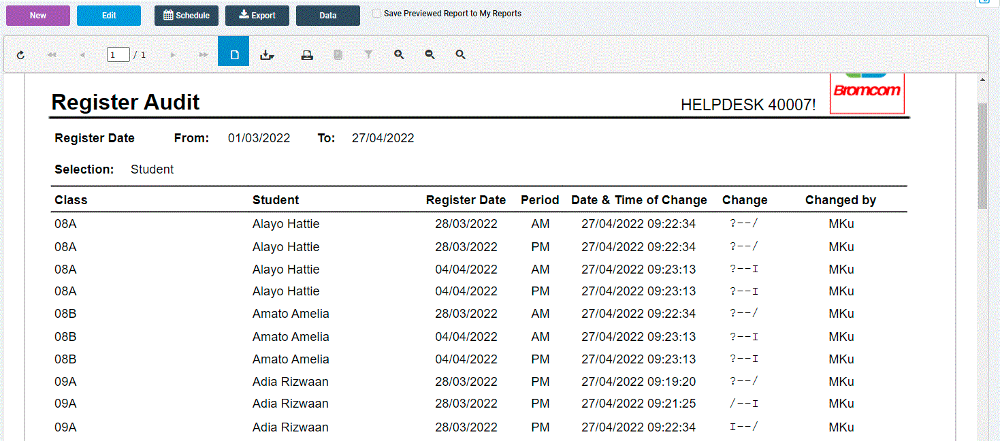 New Edit Schedule Export Data Save Previewed Report to My Reports
1 / 1
Bromcom
Register Audit HELPDESK 40007!
Register Date From: 01/03/2022 To: 27/04/2022
Selection: Student
Class Student Register Date Period Date & Time of Change Change Changed by
08A Alayo Hattie 28/03/2022 AM 27/04/2022 09:22:34 ?--/ MKu
08A Alayo Hattie 28/03/2022 PM 27/04/2022 09:22:34 ?--/ MKu
08A Alayo Hattie 04/04/2022 AM 27/04/2022 09:23:13 ?--I MKu
08A Alayo Hattie 04/04/2022 PM 27/04/2022 09:23:13 ?--I MKu
08B Amato Amelia 28/03/2022 AM 27/04/2022 09:22:34 ?--/ MKu
08B Amato Amelia 04/04/2022 AM 27/04/2022 09:23:13 ?--I MKu
08B Amato Amelia 04/04/2022 PM 27/04/2022 09:23:13 ?--I MKu
09A Adia Rizwaan 28/03/2022 PM 27/04/2022 09:19:20 ?--/ MKu
09A Adia Rizwaan 28/03/2022 PM 27/04/2022 09:21:25 /--I MKu
09A Adia Rizwaan 28/03/2022 PM 27/04/2022 09:22:34 I--/ MKu